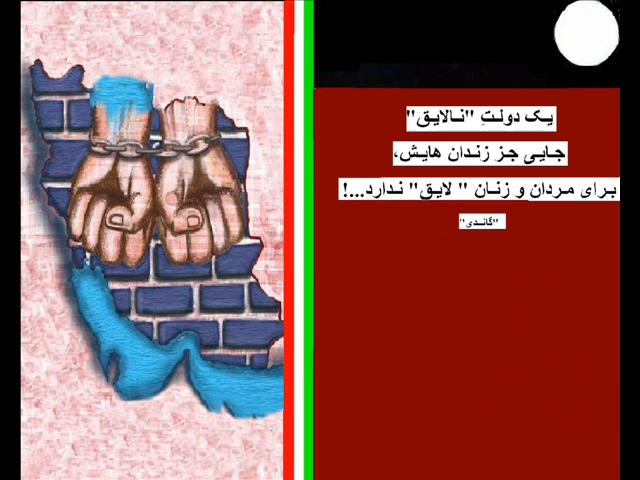 یک دولتِ "نالایق"
جایی جز زندان هایش،
برای مردان و زنان " لایق" ندارد...!
"گاندی"